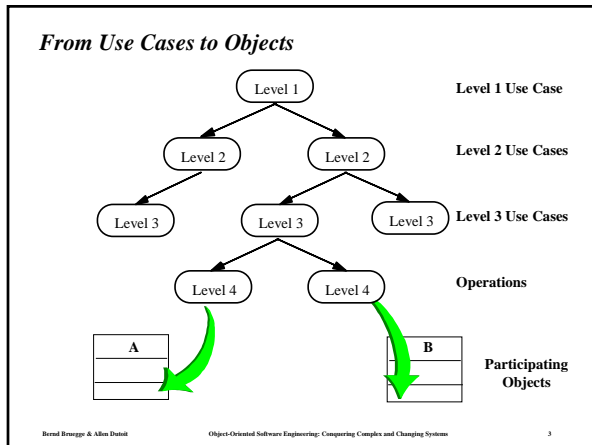 From Use Cases to Objects
Level 1
Level 1 Use Case
Level 2
Level 2
Level 2 Use Cases
Level 3
Level 3
Level 3
Level 3 Use Cases
Level 4
Level 4
Operations
A
B
Participating
Objects
Bernd Bruegge & Allen Dutoit
Object-Oriented Software Engineering: Conquering Complex and Changing Systems
3